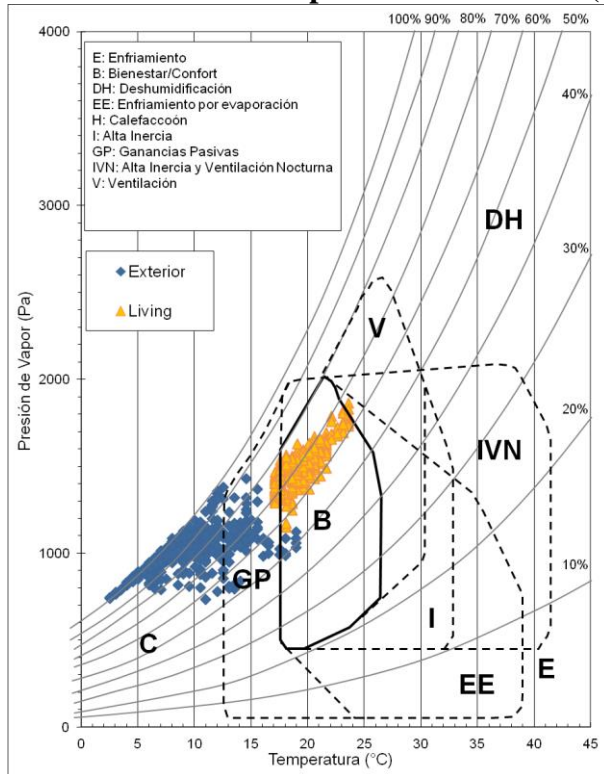 100% 90% 80% 70% 60% 50%
4000
E: Enfriamiento
B: Bienestar/Confort
DH: Deshumidificación
EE: Enfriamiento por evaporación
H: Calefaccoón
I: Alta Inercia
GP: Ganancias Pasivas
IVN: Alta Inercia y Ventilación Nocturna
V: Ventilación
40%
3000
DH
30%
Exterior
Living
V
Presión de Vapor (Pa)
2000
20%
IVN
B
1000
10%
GP
C
I
E
EE
0
0 5 10 15 20 25 30 35 40 45
Temperatura (°C)